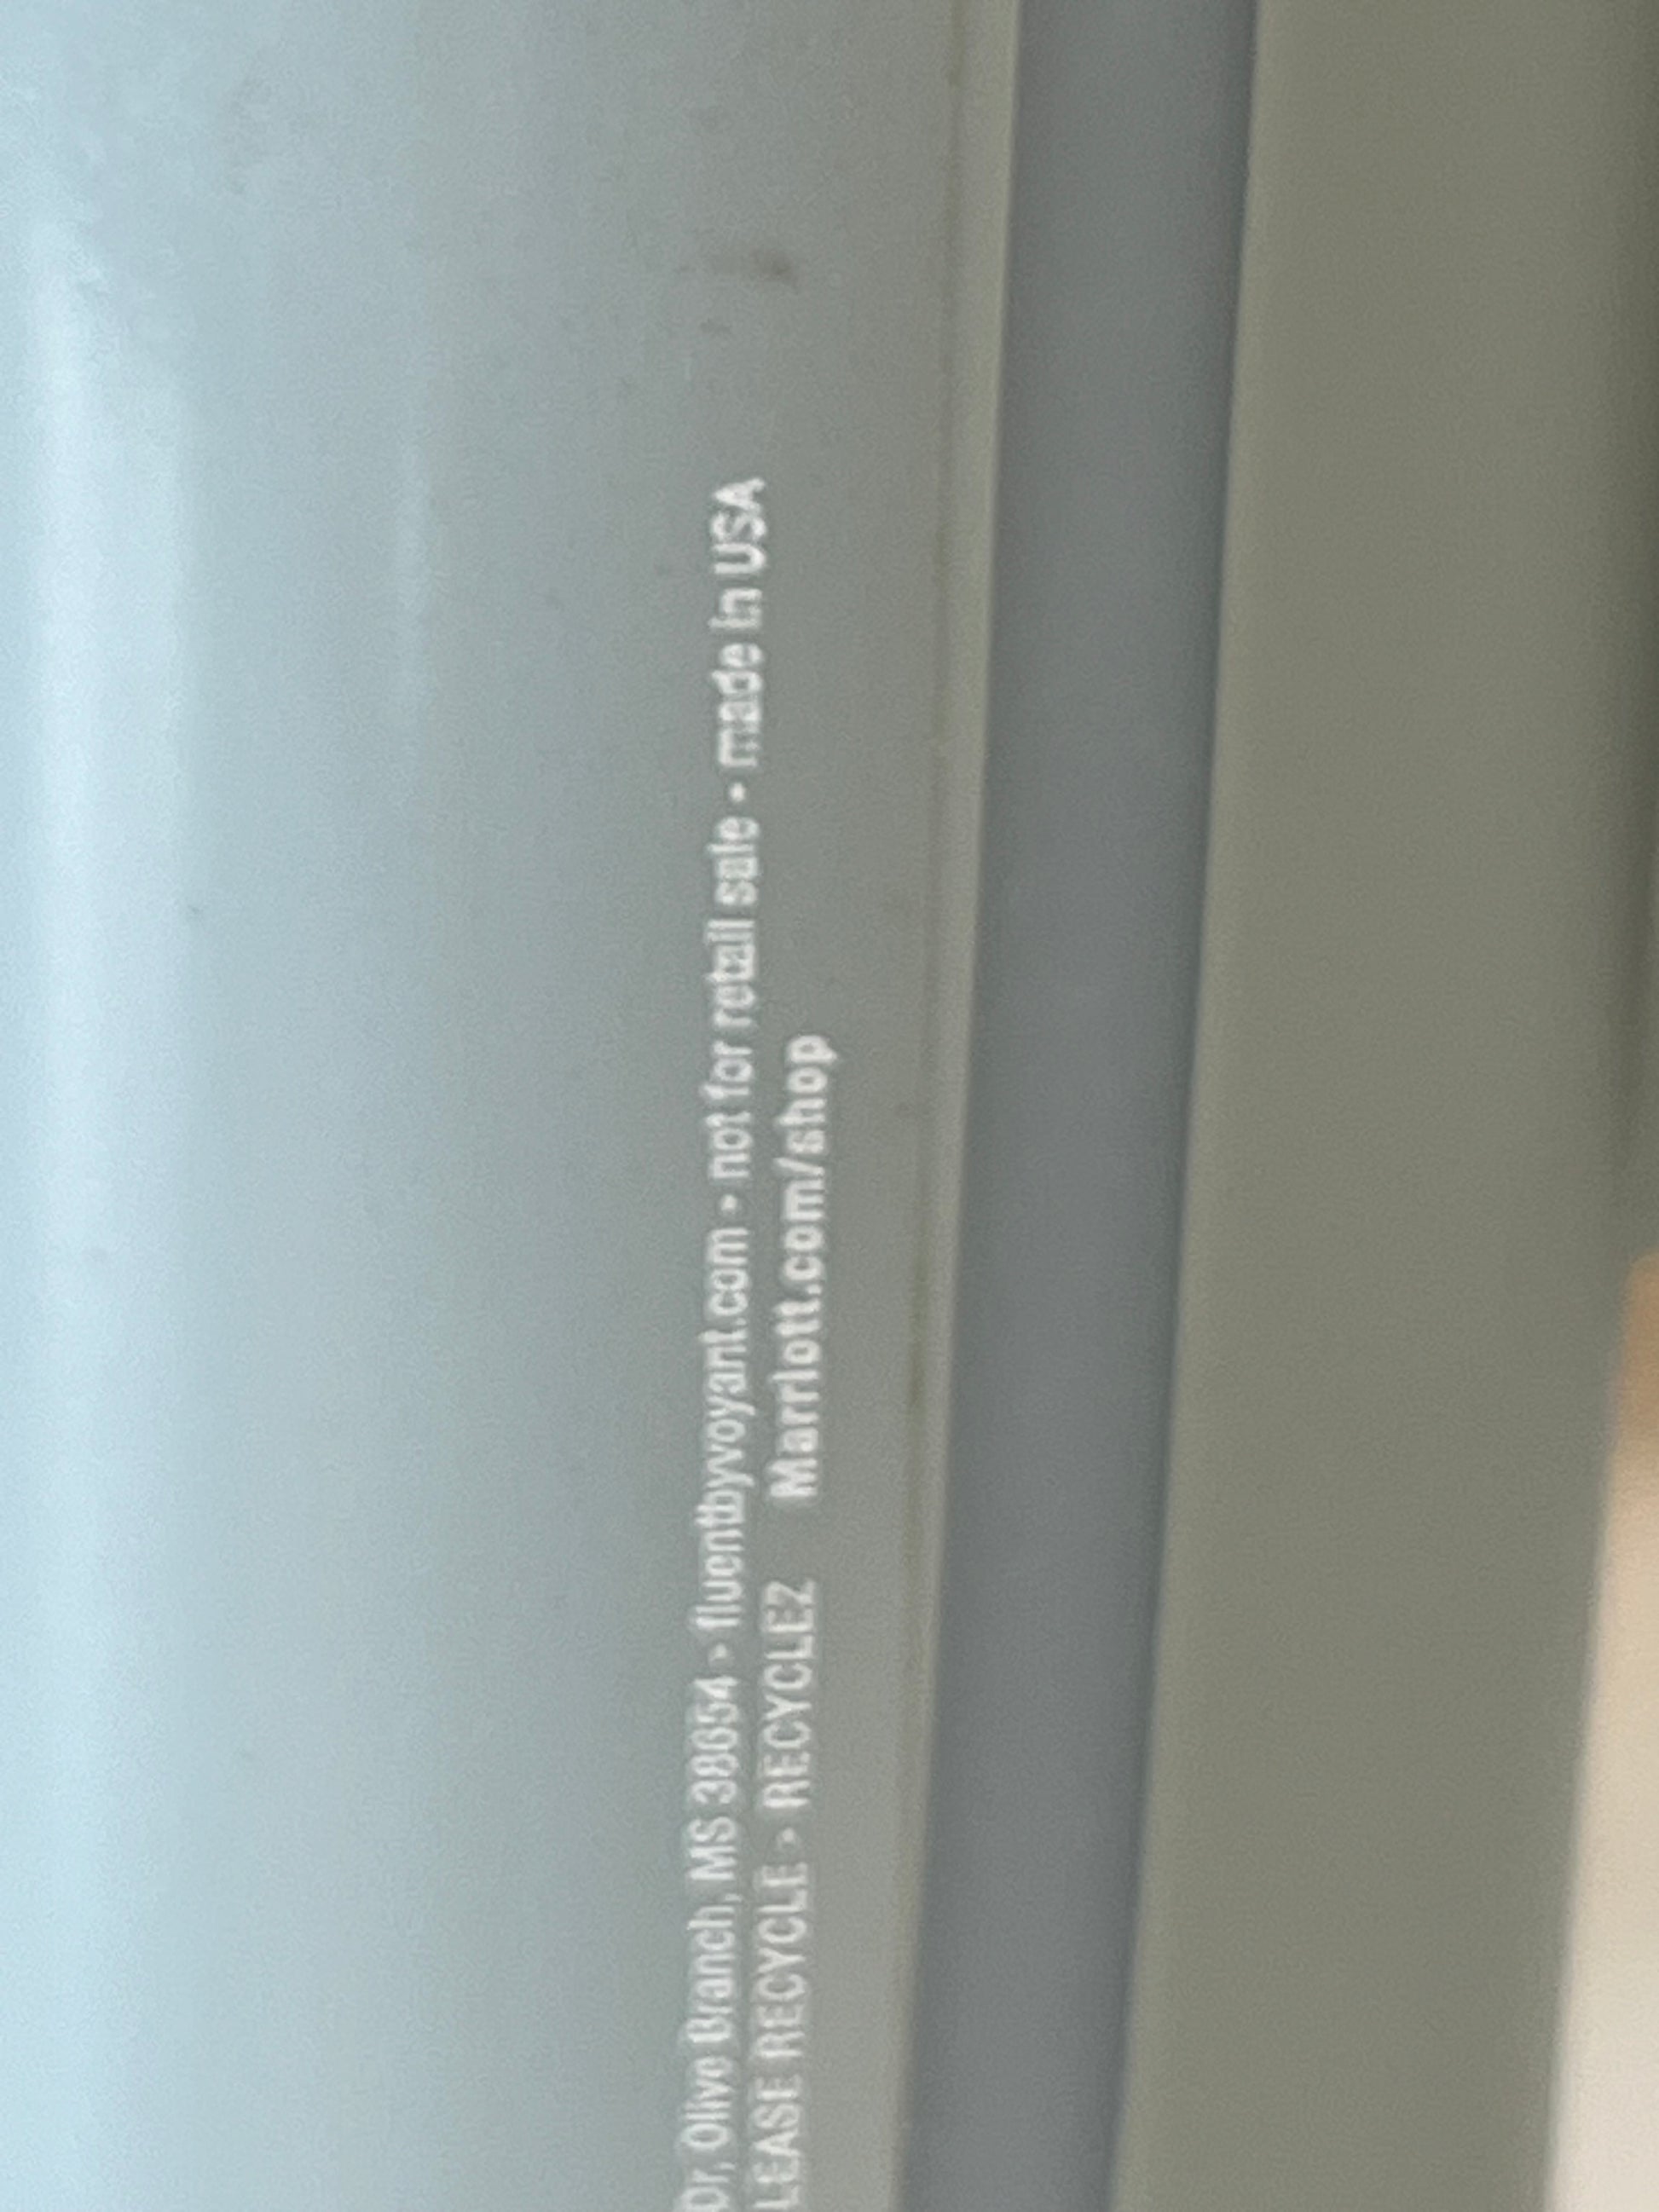 Dr, Olive Branch, MS 38654 • fluentbyvoyant.com • not for retail sale • made in USA
LEASE RECYCLE • RECYCLEZ Marriott.com/shop